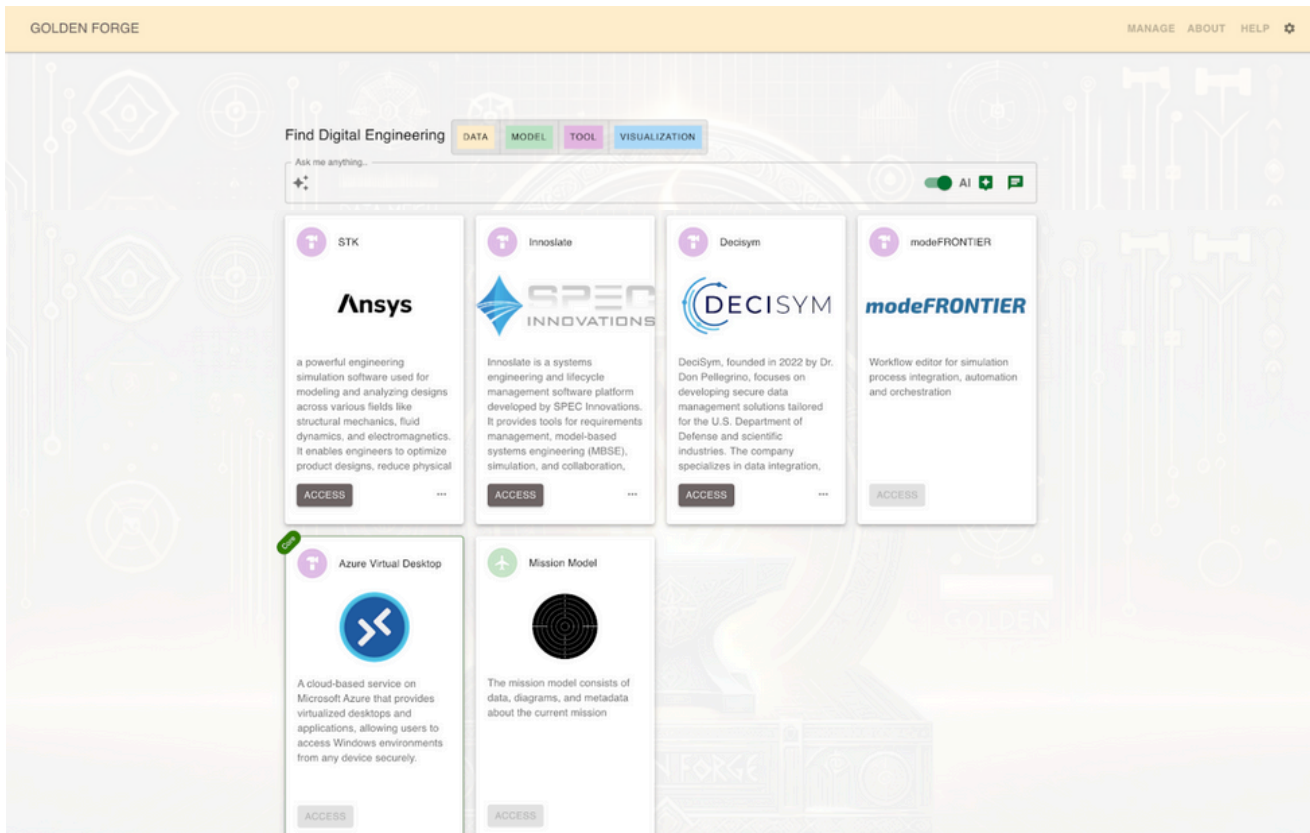 GOLDEN FORGE
MANAGE ABOUT HELP
Find Digital Engineering DATA MODEL TOOL VISUALIZATION
Ask me anything...
AI
STK
Ansys
a powerful engineering
simulation software used for
modeling and analyzing designs
across various fields like
structural mechanics, fluid
dynamics, and electromagnetics.
It enables engineers to optimize
product designs, reduce physical
ACCESS
Innoslate
SPEC
INNOVATIONS
Innoslate is a systems
engineering and lifecycle
management software platform
developed by SPEC Innovations.
It provides tools for requirements
management, model-based
systems engineering (MBSE),
simulation, and collaboration,
ACCESS
Decisym
DECISYM
DeciSym, founded in 2022 by Dr.
Don Pellegrino, focuses on
developing secure data
management solutions tailored
for the U.S. Department of
Defense and scientific
industries. The company
specializes in data integration,
ACCESS
modeFRONTIER
modeFRONTIER
Workflow editor for simulation
process integration, automation
and orchestration
ACCESS
Core
Azure Virtual Desktop
A cloud-based service on
Microsoft Azure that provides
virtualized desktops and
applications, allowing users to
access Windows environments
from any device securely.
ACCESS
Mission Model
The mission model consists of
data, diagrams, and metadata
about the current mission
ACCESS
GOLDEN
N FORGE